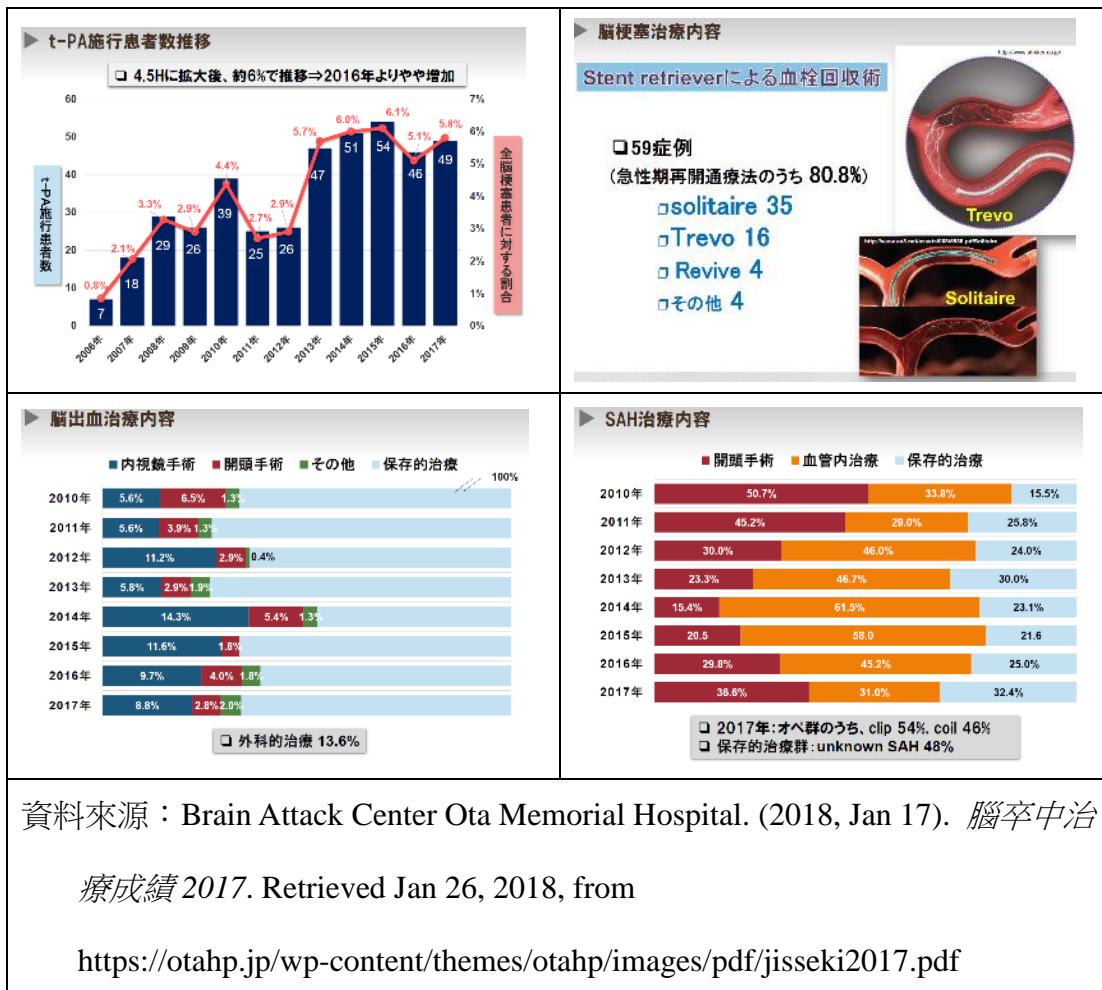 t-PA施行患者数推移
❑ 4.5Hに拡大後、約6%で推移⇒2016年よりやや増加
60
50
40
30
20
10
0
7%
6%
5%
4%
3%
2%
1%
0%
t-PA施行患者数
全脳梗塞患者に対する割合
0.8%
2.1%
3.3%
2.9%
4.4%
2.7%
2.9%
5.7%
6.0%
6.1%
5.1%
5.8%
7
18
29
26
39
25
26
47
51
54
46
49
2006年
2007年
2008年
2009年
2010年
2011年
2012年
2013年
2014年
2015年
2016年
2017年
脳梗塞治療内容
Stent retrieverによる血栓回収術
❑59症例
(急性期再開通療法のうち 80.8%)
❑solitaire 35
❑Trevo 16
❑ Revive 4
❑その他 4
Trevo
Solitaire
脳出血治療内容
■内視鏡手術 ■開頭手術 ■その他 ■保存的治療
100%
2010年 5.6% 6.5% 1.3%
2011年 5.6% 3.9% 1.3%
2012年 11.2% 2.9% 0.4%
2013年 5.8% 2.9% 1.9%
2014年 14.3% 5.4% 1.3%
2015年 11.6% 1.8%
2016年 9.7% 4.0% 1.8%
2017年 8.8% 2.8% 2.0%
❑ 外科的治療 13.6%
SAH治療内容
■開頭手術 ■血管内治療 ■保存的治療
2010年 50.7% 33.8% 15.5%
2011年 45.2% 29.0% 25.8%
2012年 30.0% 46.0% 24.0%
2013年 23.3% 46.7% 30.0%
2014年 15.4% 61.5% 23.1%
2015年 20.5 58.0 21.6
2016年 29.8% 45.2% 25.0%
2017年 36.6% 31.0% 32.4%
❑ 2017年:オペ群のうち、clip 54%, coil 46%
❑ 保存的治療群:unknown SAH 48%
資料來源：Brain Attack Center Ota Memorial Hospital. (2018, Jan 17). 腦卒中治
療成績 2017. Retrieved Jan 26, 2018, from
https://otahp.jp/wp-content/themes/otahp/images/pdf/jisseki2017.pdf